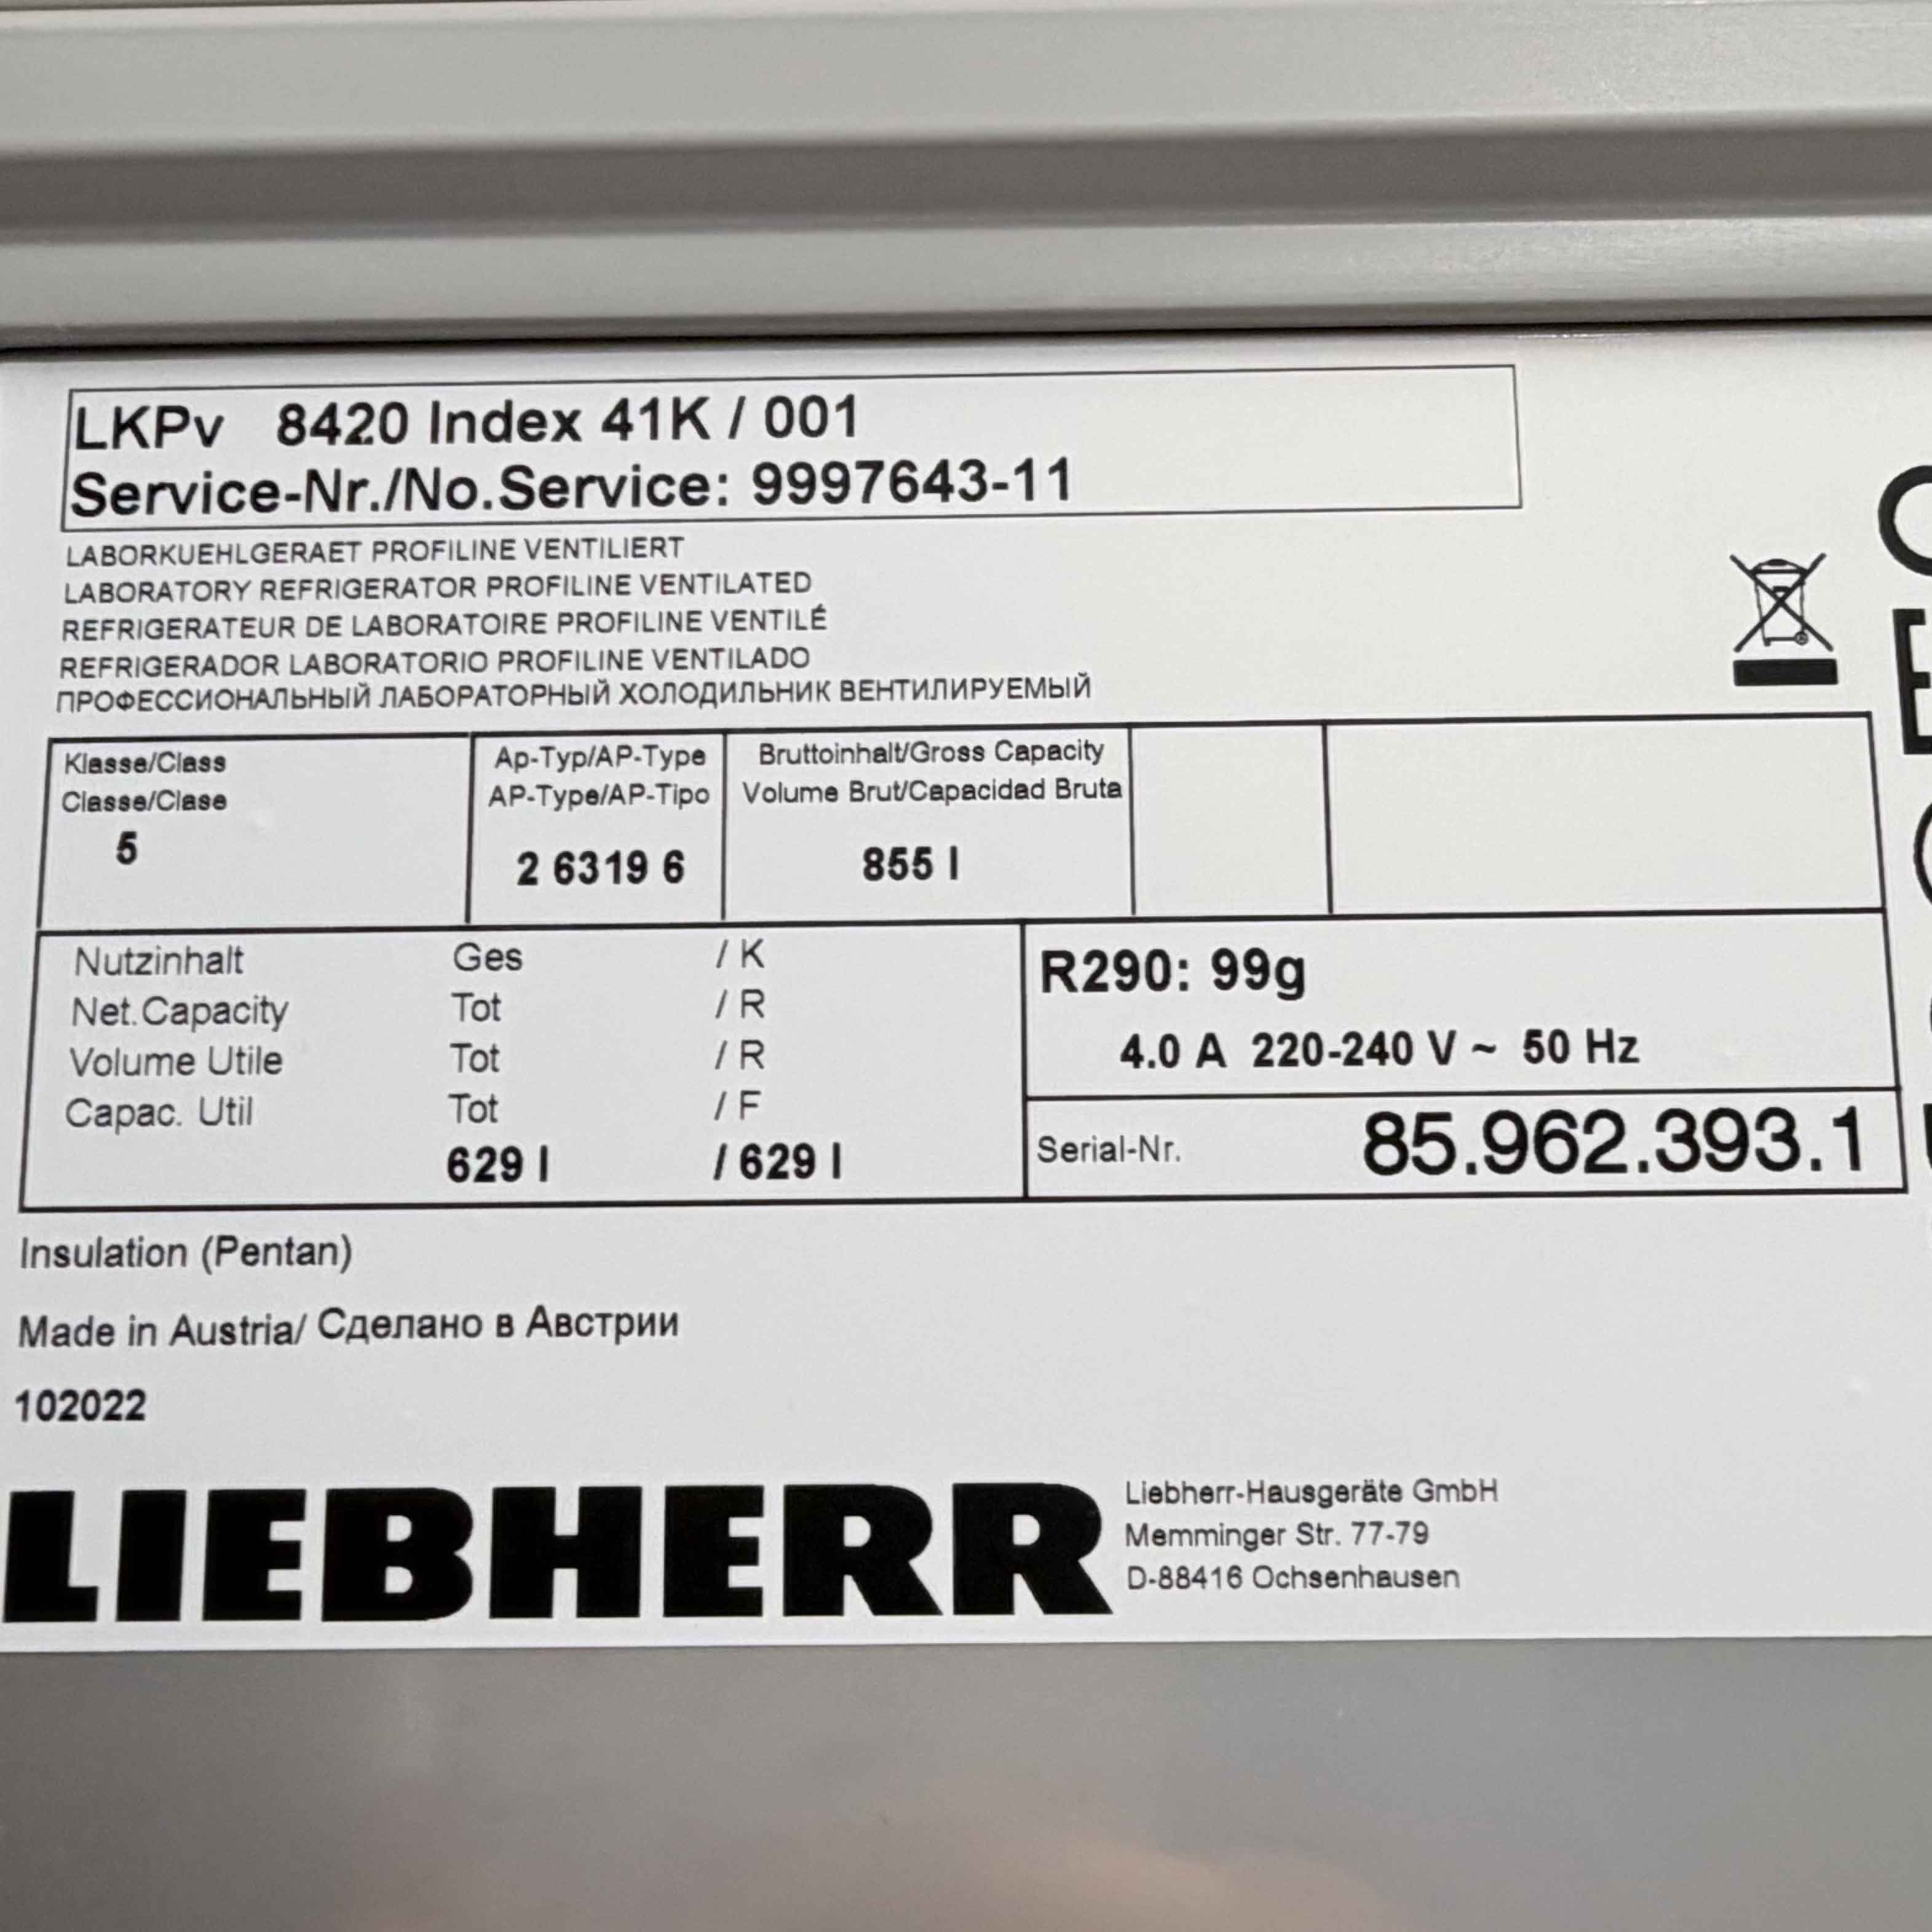 LKPv 8420 Index 41K / 001
Service-Nr./No.Service: 9997643-11
LABORKUEHLGERAET PROFILINE VENTILIERT
LABORATORY REFRIGERATOR PROFILINE VENTILATED
REFRIGERATEUR DE LABORATOIRE PROFILINE VENTILÉ
REFRIGERADOR LABORATORIO PROFILINE VENTILADO
ПРОФЕССИОНАЛЬНЫЙ ЛАБОРАТОРНЫЙ ХОЛОДИЛЬНИК ВЕНТИЛИРУЕМЫЙ
Klasse/Class
Classe/Clase
5
Ap-Typ/AP-Type
AP-Type/AP-Tipo
2 6319 6
Bruttoinhalt/Gross Capacity
Volume Brut/Capacidad Bruta
855 l
Nutzinhalt Ges / K
Net.Capacity Tot / R
Volume Utile Tot / R
Capac. Util Tot / F
629 l / 629 l
R290: 99g
4.0 A 220-240 V ~ 50 Hz
Serial-Nr. 85.962.393.1
Insulation (Pentan)
Made in Austria/ Сделано в Австрии
102022
LIEBHERR
Liebherr-Hausgeräte GmbH
Memminger Str. 77-79
D-88416 Ochsenhausen